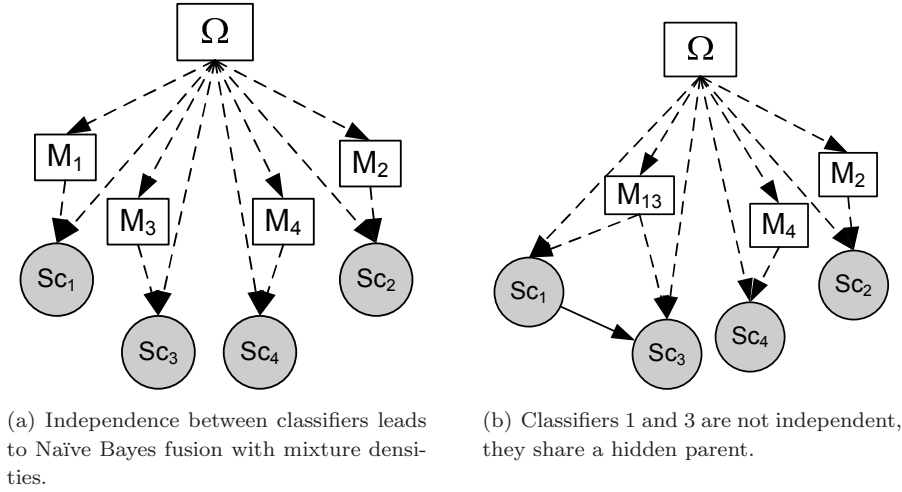 Ω
M₁
M₂
M₃
M₄
Sc₁
Sc₂
Sc₃
Sc₄
(a) Independence between classifiers leads
to Naïve Bayes fusion with mixture densi-
ties.
Ω
M₁₃
M₂
M₄
Sc₁
Sc₂
Sc₃
Sc₄
(b) Classifiers 1 and 3 are not independent,
they share a hidden parent.